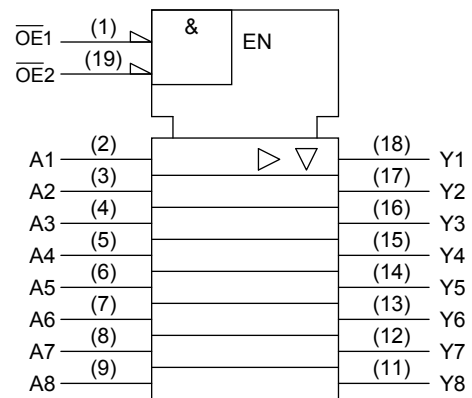 & 
OE1 (1) EN
OE2 (19)
A1 (2) (18) Y1
A2 (3) (17) Y2
A3 (4) (16) Y3
A4 (5) (15) Y4
A5 (6) (14) Y5
A6 (7) (13) Y6
A7 (8) (12) Y7
A8 (9) (11) Y8